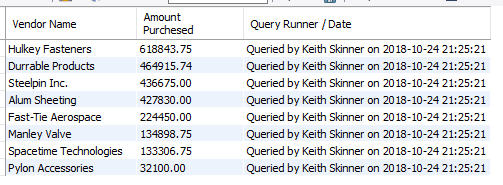 Vendor Name Amount Purchesed Query Runner / Date
Hulkey Fasteners 618843.75 Queried by Keith Skinner on 2018-10-24 21:25:21
Durrable Products 464915.74 Queried by Keith Skinner on 2018-10-24 21:25:21
Steelpin Inc. 436675.00 Queried by Keith Skinner on 2018-10-24 21:25:21
Alum Sheeting 427830.00 Queried by Keith Skinner on 2018-10-24 21:25:21
Fast-Tie Aerospace 224450.00 Queried by Keith Skinner on 2018-10-24 21:25:21
Manley Valve 134898.75 Queried by Keith Skinner on 2018-10-24 21:25:21
Spacetime Technologies 133306.75 Queried by Keith Skinner on 2018-10-24 21:25:21
Pylon Accessories 32100.00 Queried by Keith Skinner on 2018-10-24 21:25:21